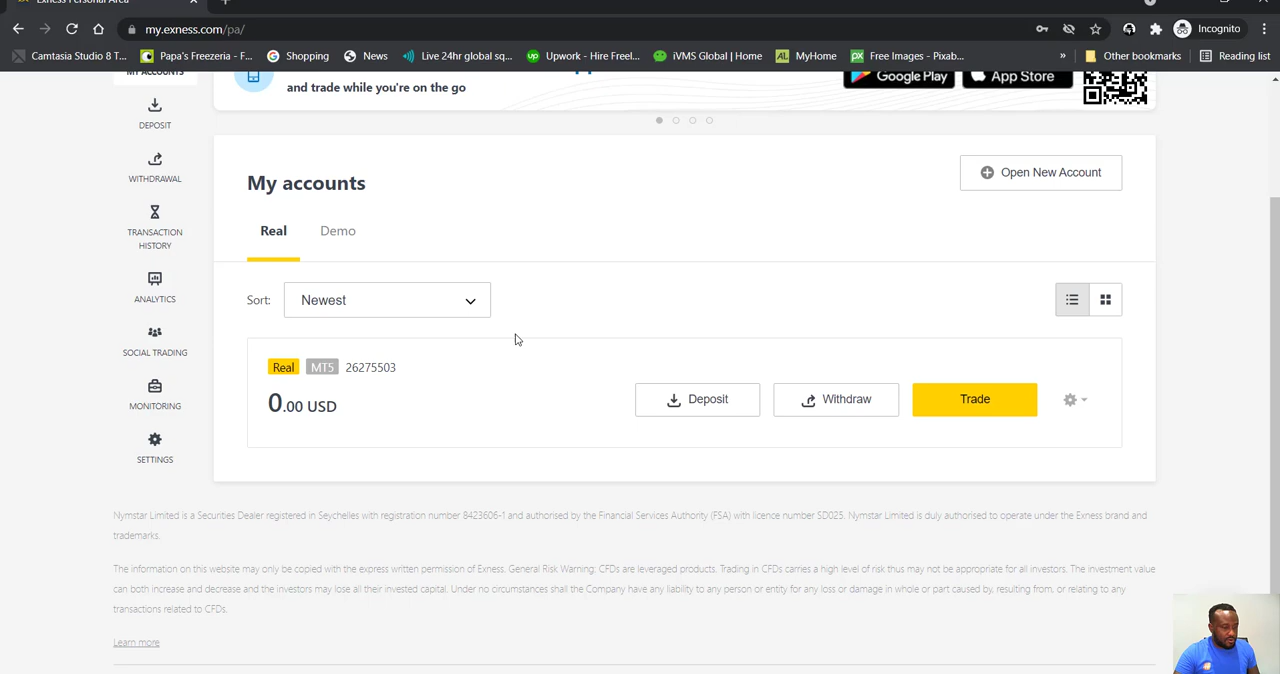 Exness Personal Area
my.exness.com/pa/
Incognito
Camtasia Studio 8 T...
Papa's Freezeria - F...
Shopping
News
Live 24hr global sq...
up Upwork - Hire Freel...
iVMS Global | Home
AL MyHome
px Free Images - Pixab...
»
Other bookmarks
Reading list
MY ACCOUNTS
DEPOSIT
WITHDRAWAL
TRANSACTION
HISTORY
ANALYTICS
SOCIAL TRADING
MONITORING
SETTINGS
and trade while you're on the go
Google Play
App Store
My accounts
Open New Account
Real
Demo
Sort:
Newest
Real MT5 26275503
0.00 USD
Deposit
Withdraw
Trade
Nymstar Limited is a Securities Dealer registered in Seychelles with registration number 8423606-1 and authorised by the Financial Services Authority (FSA) with licence number SD025. Nymstar Limited is duly authorised to operate under the Exness brand and
trademarks.
The information on this website may only be copied with the express written permission of Exness. General Risk Warning: CFDs are leveraged products. Trading in CFDs carries a high level of risk thus may not be appropriate for all investors. The investment value
can both increase and decrease and the investors may lose all their invested capital. Under no circumstances shall the Company have any liability to any person or entity for any loss or damage in whole or part caused by, resulting from, or relating to any
transactions related to CFDs.
Learn more